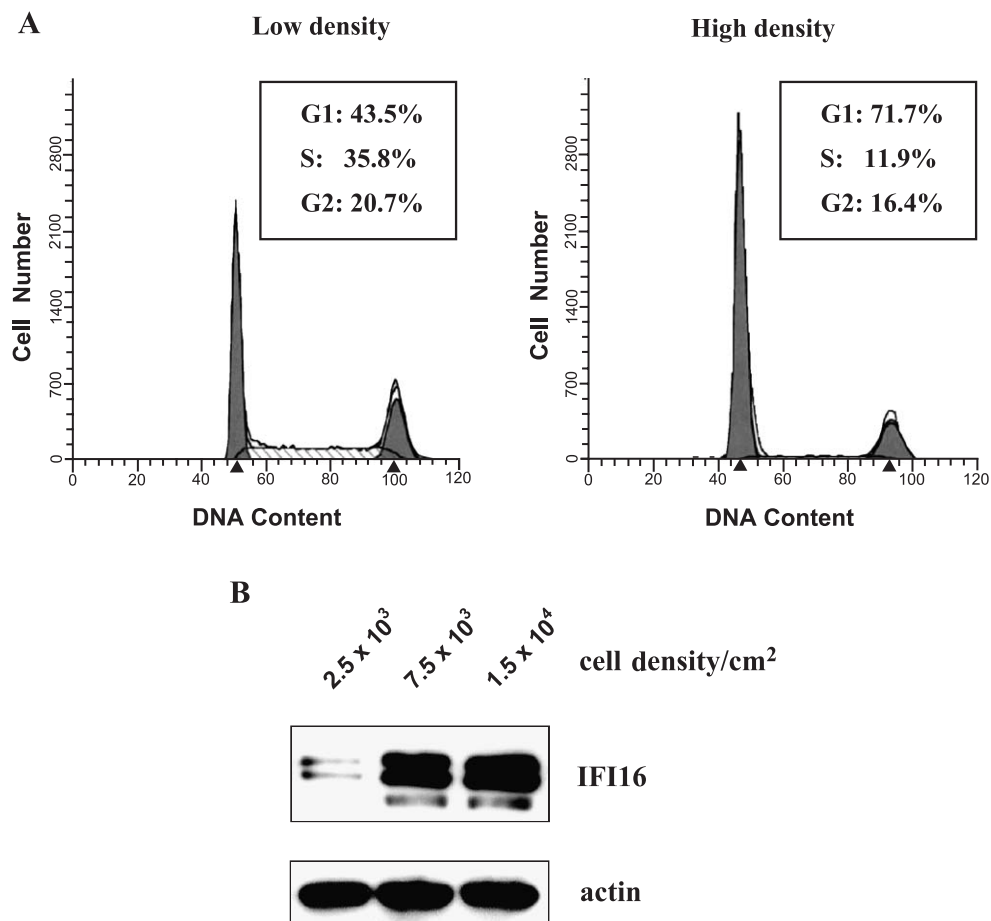 A
Low density
High density
G1: 43.5%
S: 35.8%
G2: 20.7%
Cell Number
0
700
1400
2100
2800
0
20
40
60
80
100
120
DNA Content
G1: 71.7%
S: 11.9%
G2: 16.4%
Cell Number
0
700
1400
2100
2800
0
20
40
60
80
100
120
DNA Content
B
2.5 x 10³
7.5 x 10³
1.5 x 10⁴
cell density/cm²
IFI16
actin